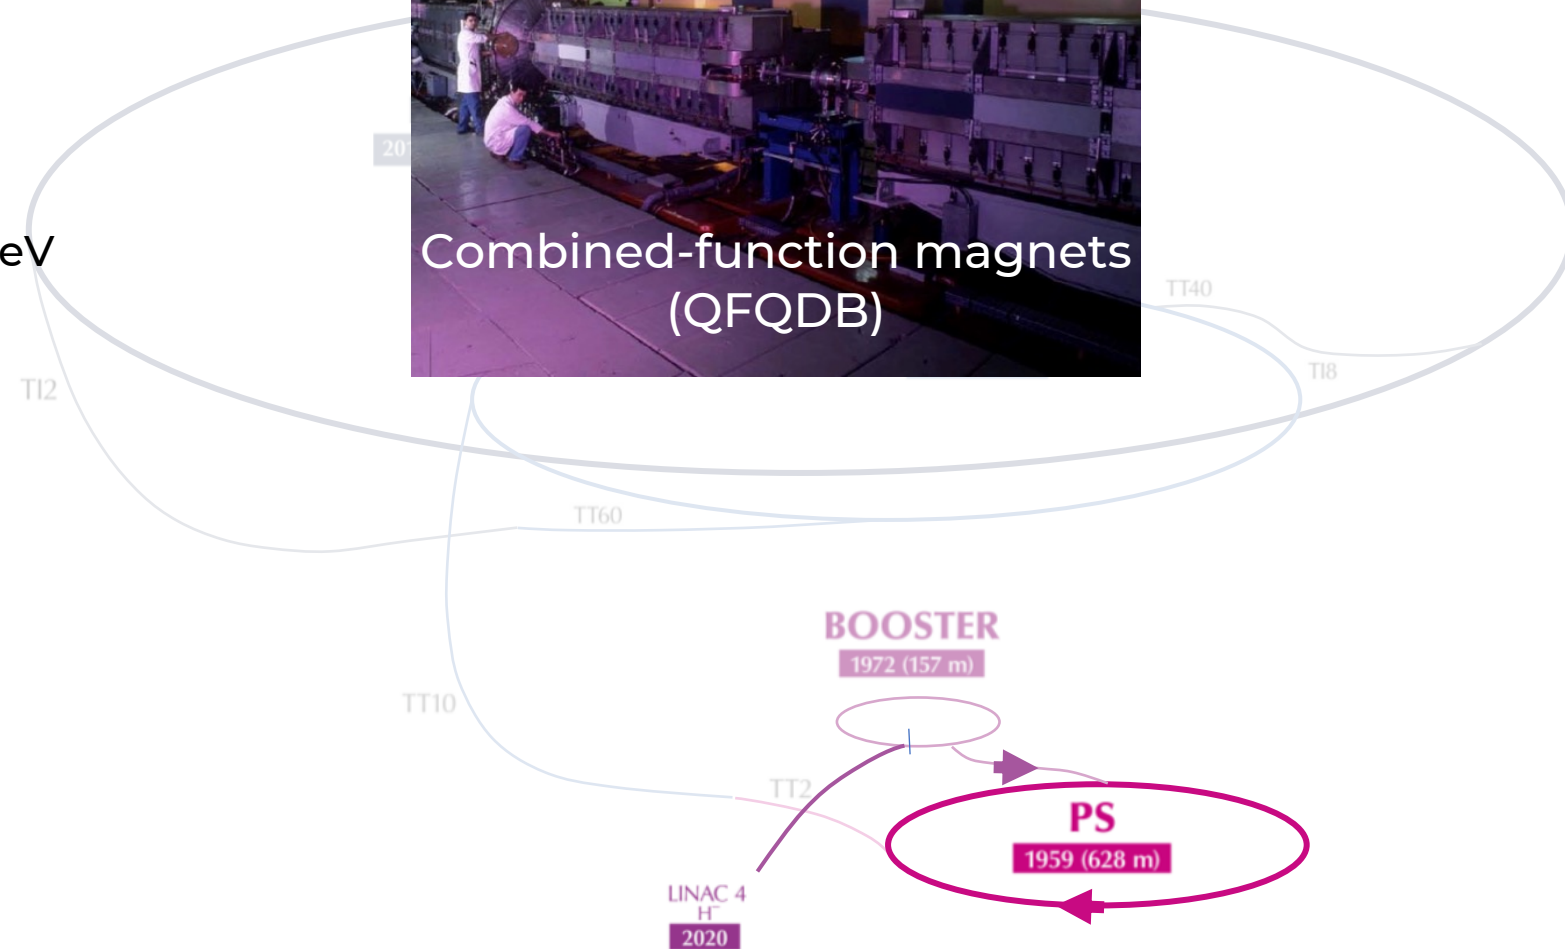 Combined-function magnets
(QFQDB)
eV
TT40
TI8
TI2
TT60
BOOSTER
1972 (157 m)
TT10
TT2
PS
1959 (628 m)
LINAC 4
H⁻
2020